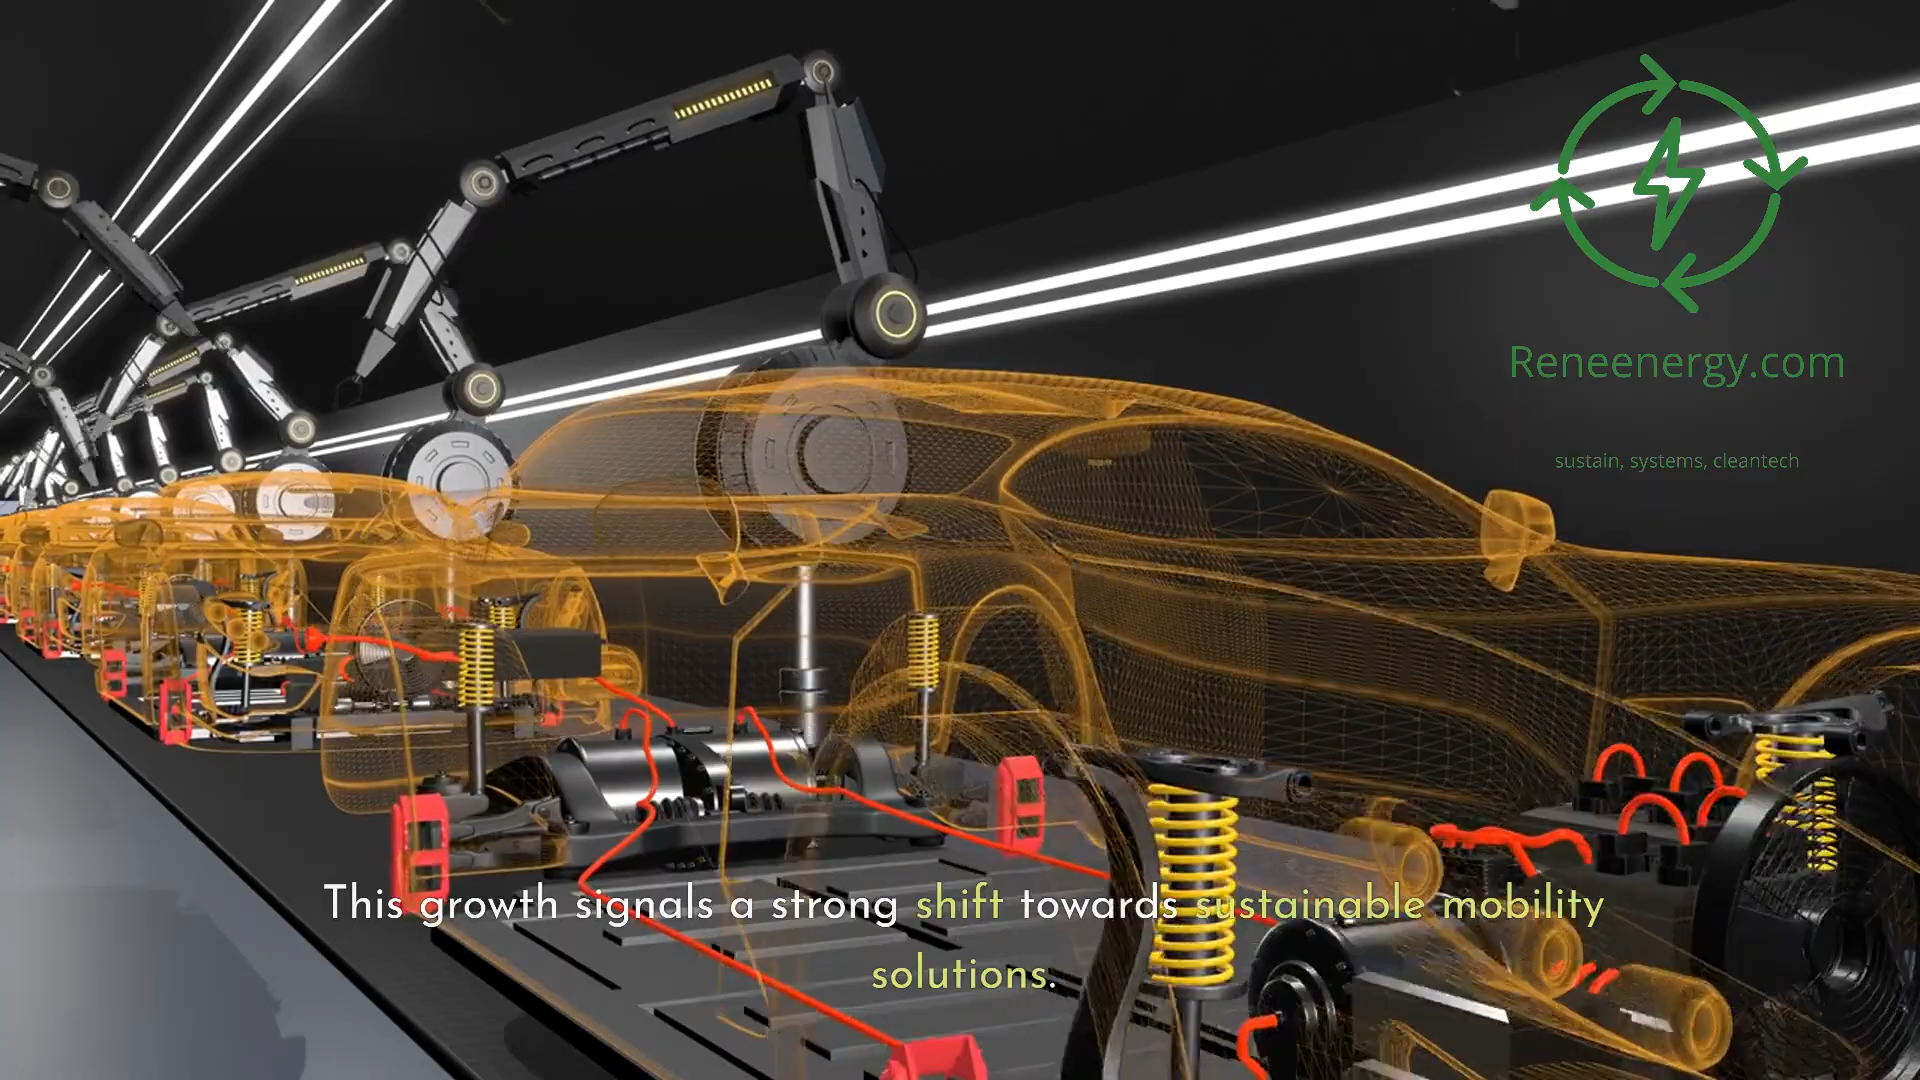 Reneenergy.com
sustain, systems, cleantech
This growth signals a strong shift towards sustainable mobility
solutions.